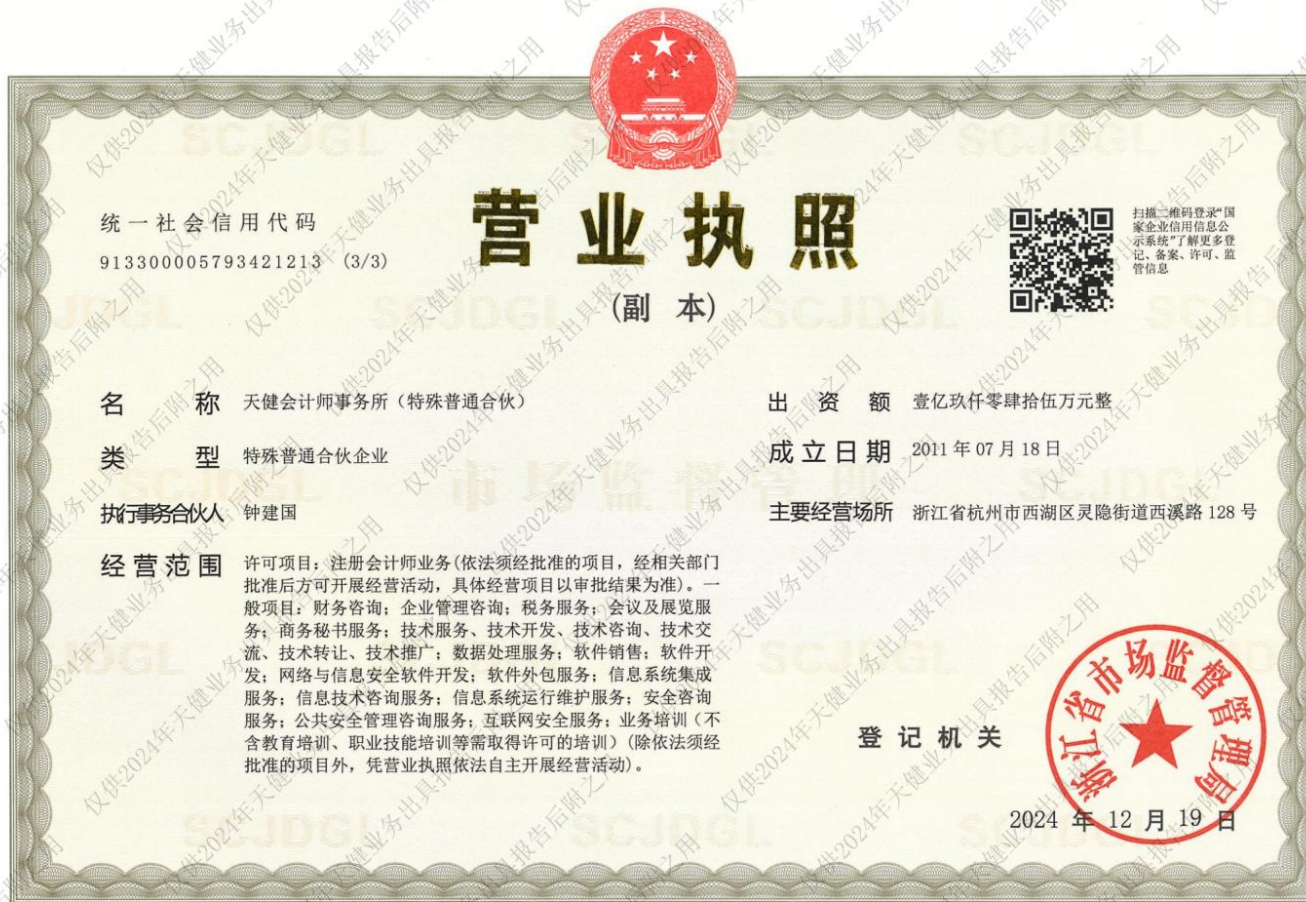 营业执照
(副 本)
统一社会信用代码
913300005793421213 (3/3)
扫描二维码登录“国
家企业信用信息公
示系统”了解更多登
记、备案、许可、监
管信息
名 称 天健会计师事务所（特殊普通合伙）
类 型 特殊普通合伙企业
执行事务合伙人 钟建国
经营范围 许可项目：注册会计师业务(依法须经批准的项目，经相关部门
批准后方可开展经营活动，具体经营项目以审批结果为准)。一
般项目：财务咨询；企业管理咨询；税务服务；会议及展览服
务；商务秘书服务；技术服务、技术开发、技术咨询、技术交
流、技术转让、技术推广；数据处理服务；软件销售；软件开
发；网络与信息安全软件开发；软件外包服务；信息系统集成
服务；信息技术咨询服务；信息系统运行维护服务；安全咨询
服务；公共安全管理咨询服务；互联网安全服务；业务培训（不
含教育培训、职业技能培训等需取得许可的培训）(除依法须经
批准的项目外，凭营业执照依法自主开展经营活动)。
出 资 额 壹亿玖仟零肆拾伍万元整
成立日期 2011年07月18日
主要经营场所 浙江省杭州市西湖区灵隐街道西溪路128号
登记机关
浙江省市场监督管理局
2024 年 12 月 19 日
仅供2024年天健业务出具报告后附之用
SCJDGL
市场监督管理